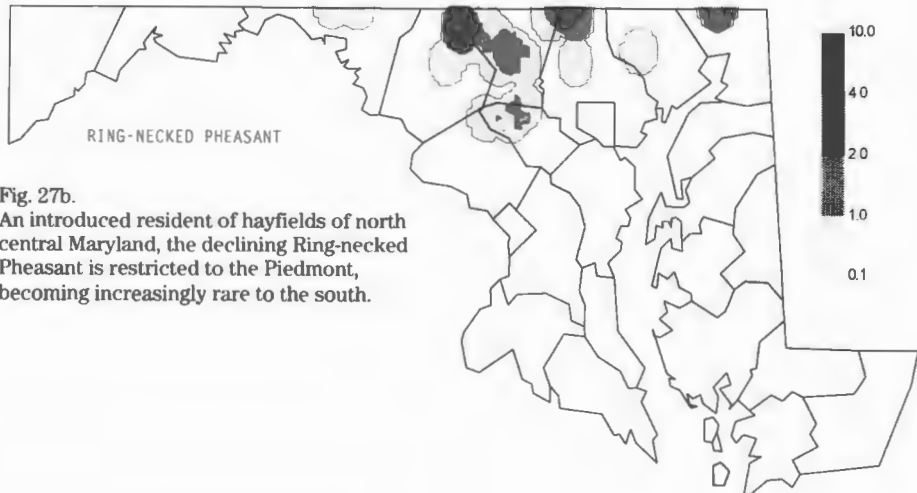 RING-NECKED PHEASANT
Fig. 27b.
An introduced resident of hayfields of north
central Maryland, the declining Ring-necked
Pheasant is restricted to the Piedmont,
becoming increasingly rare to the south.
10.0
4.0
2.0
1.0
0.1